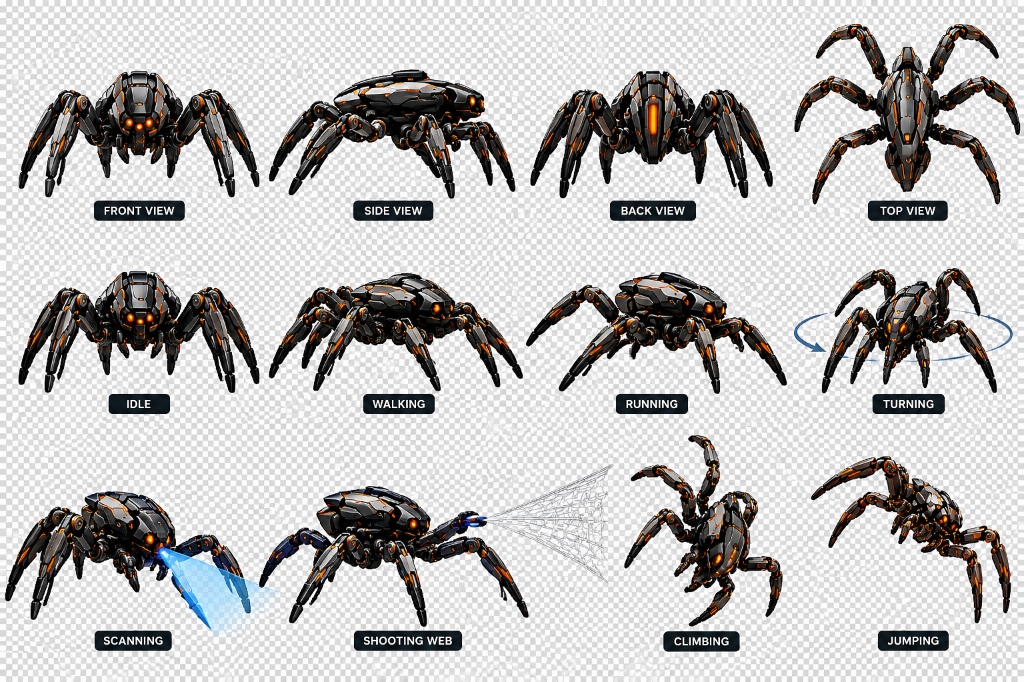 FRONT VIEW
SIDE VIEW
BACK VIEW
TOP VIEW
IDLE
WALKING
RUNNING
TURNING
SCANNING
SHOOTING WEB
CLIMBING
JUMPING